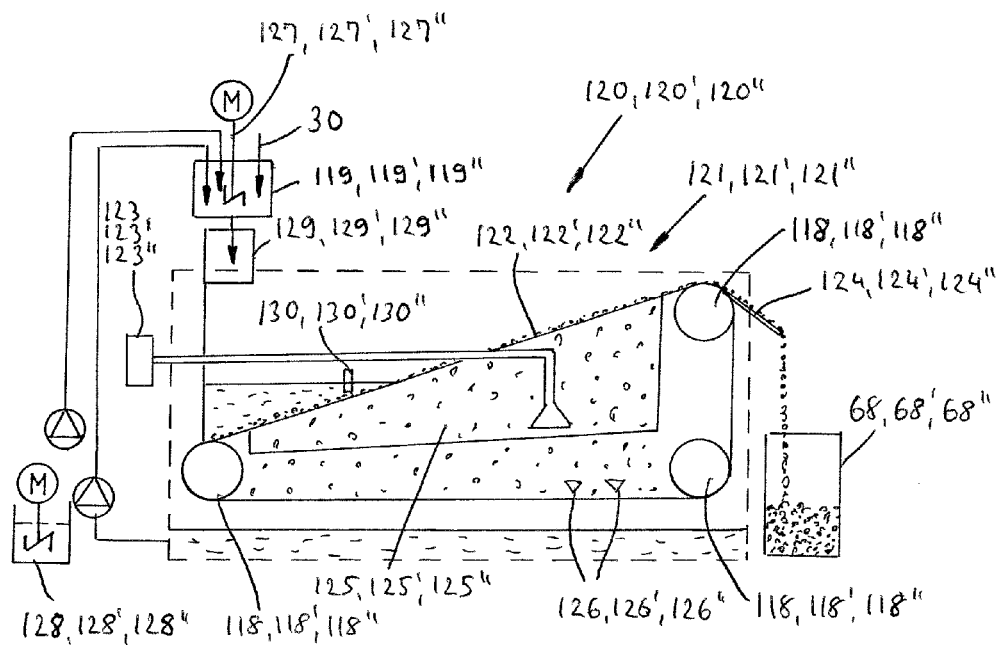 127, 127', 127"
120, 120', 120"
M
30
119, 119', 119"
121, 121', 121"
123
123'
123"
129, 129', 129"
122, 122', 122"
118, 118', 118"
124, 124', 124"
130, 130', 130"
68, 68', 68"
M
125, 125', 125"
126, 126', 126"
118, 118', 118"
128, 128', 128"
118, 118', 118"